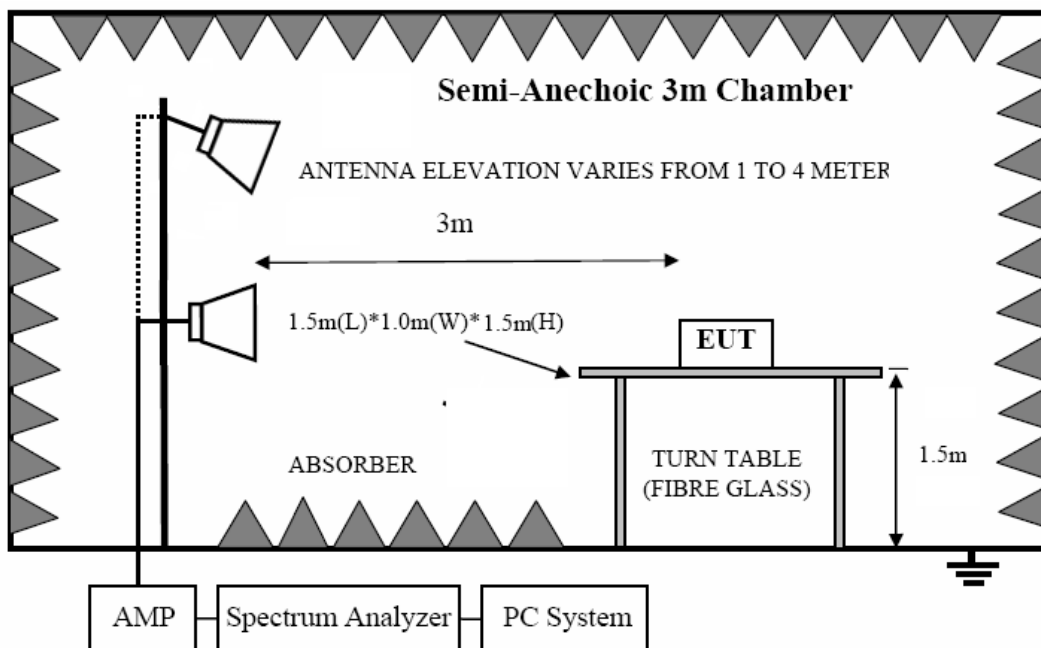 Semi-Anechoic 3m Chamber
ANTENNA ELEVATION VARIES FROM 1 TO 4 METER
3m
1.5m(L)*1.0m(W)*1.5m(H)
EUT
ABSORBER
TURN TABLE
(FIBRE GLASS)
1.5m
AMP
Spectrum Analyzer
PC System